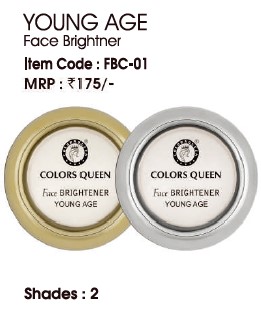 YOUNG AGE
Face Brightner
Item Code : FBC-01
MRP : ₹175/-
COLORS QUEEN
Face BRIGHTENER
YOUNG AGE
COLORS QUEEN
Face BRIGHTENER
YOUNG AGE
Shades : 2